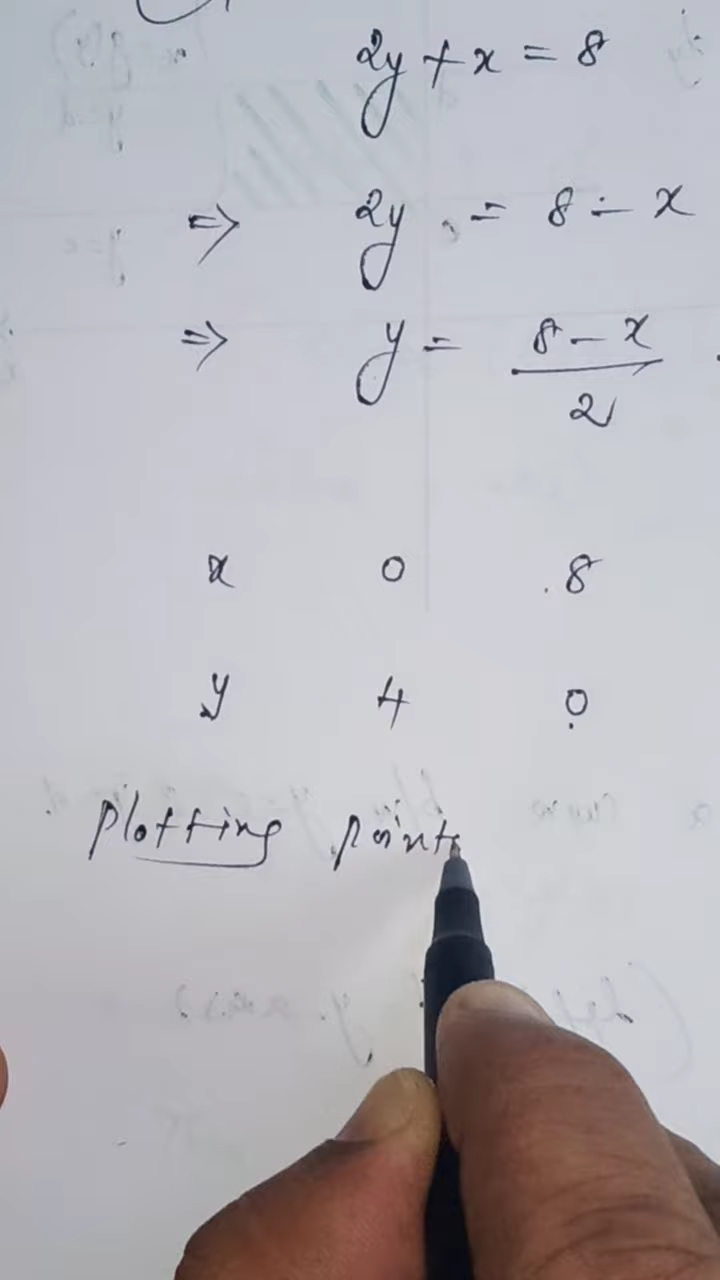 2y + x = 8
⇒ 2y = 8 - x
⇒ y = 8 - x / 2
x 0 8
y 4 0
plotting points